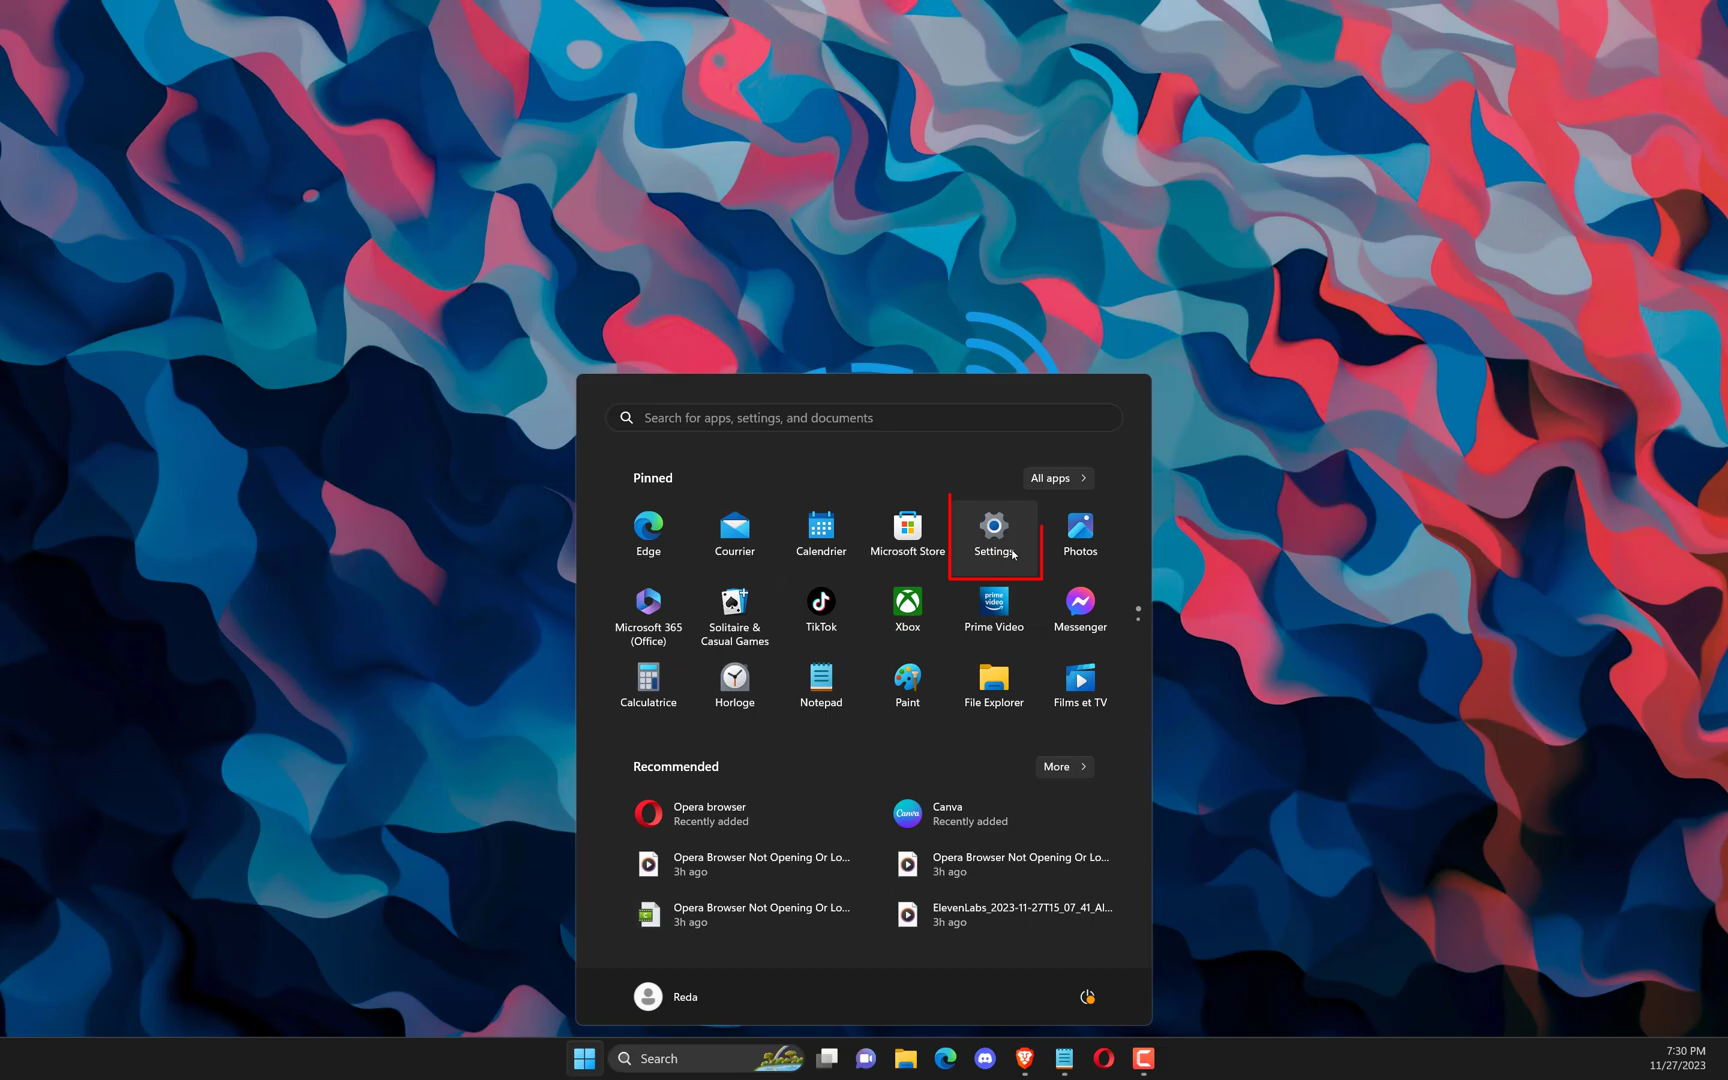 Search for apps, settings, and documents
Pinned
All apps
Edge
Courrier
Calendrier
Microsoft Store
Settings
Photos
Microsoft 365
(Office)
Solitaire &
Casual Games
TikTok
Xbox
prime
video
Prime Video
Messenger
Calculatrice
Horloge
Notepad
Paint
File Explorer
Films et TV
Recommended
More
Opera browser
Recently added
Canva
Canva
Recently added
Opera Browser Not Opening Or Lo...
3h ago
Opera Browser Not Opening Or Lo...
3h ago
Opera Browser Not Opening Or Lo...
3h ago
ElevenLabs_2023-11-27T15_07_41_Al...
3h ago
Reda
Search
7:30 PM
11/27/2023